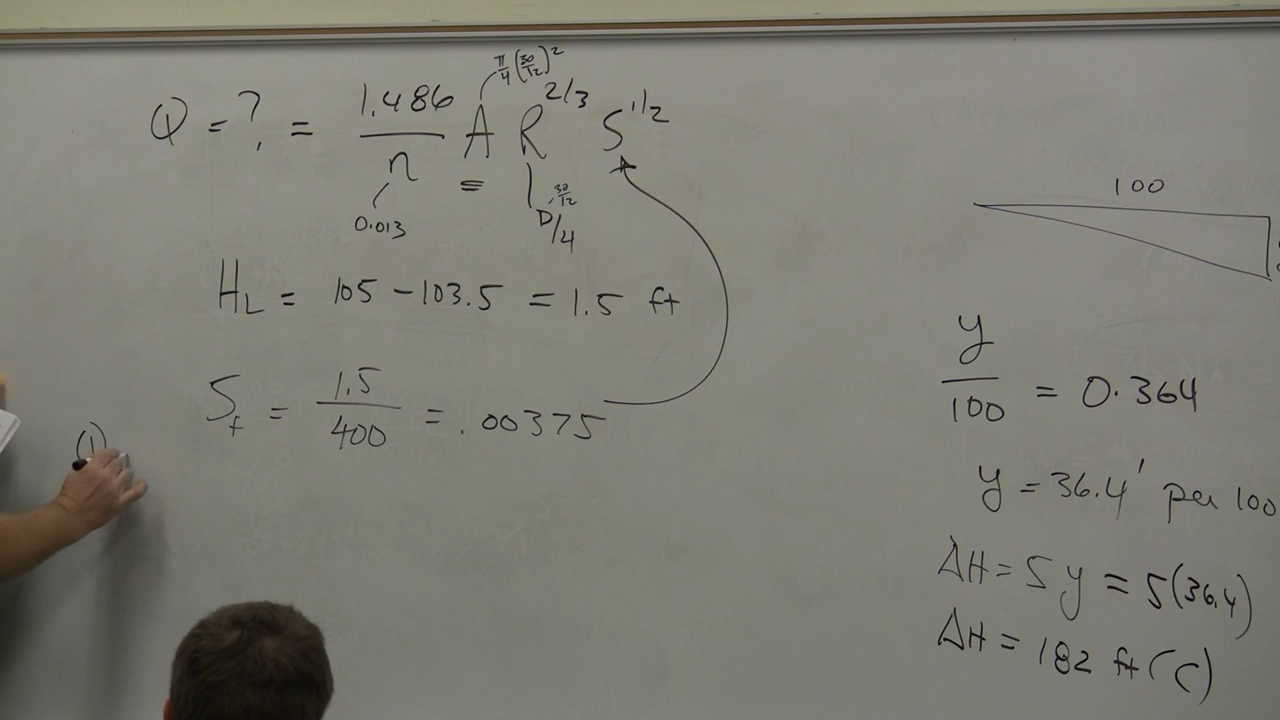 π/4 (30/12)²
Q = ? = 1.486/n A R^2/3 S^1/2
=
0.013
30/12
D/4
H_L = 105 - 103.5 = 1.5 ft
S_f = 1.5/400 = .00375
(1)
100
y/100 = 0.364
y = 36.4' per 100
ΔH = 5 y = 5(36.4)
ΔH = 182 ft (C)